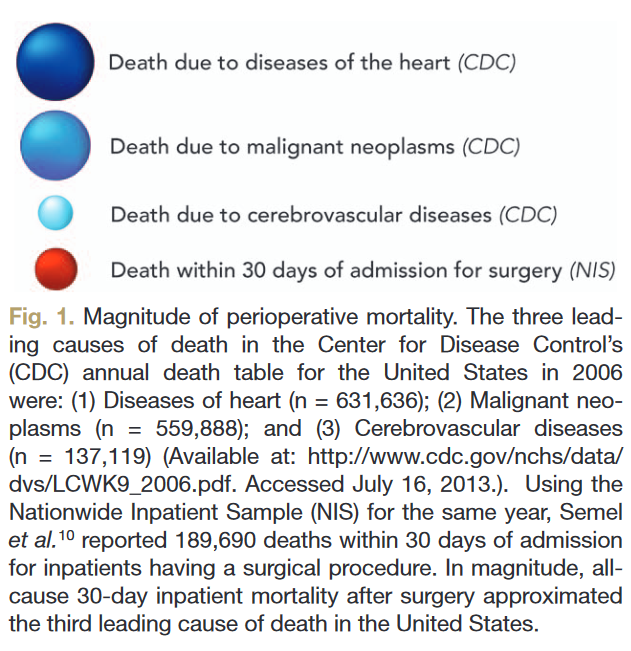 Death due to diseases of the heart (CDC)
Death due to malignant neoplasms (CDC)
Death due to cerebrovascular diseases (CDC)
Death within 30 days of admission for surgery (NIS)
Fig. 1. Magnitude of perioperative mortality. The three lead-
ing causes of death in the Center for Disease Control’s
(CDC) annual death table for the United States in 2006
were: (1) Diseases of heart (n = 631,636); (2) Malignant neo-
plasms (n = 559,888); and (3) Cerebrovascular diseases
(n = 137,119) (Available at: http://www.cdc.gov/nchs/data/
dvs/LCWK9_2006.pdf. Accessed July 16, 2013.). Using the
Nationwide Inpatient Sample (NIS) for the same year, Semel
et al.¹⁰ reported 189,690 deaths within 30 days of admission
for inpatients having a surgical procedure. In magnitude, all-
cause 30-day inpatient mortality after surgery approximated
the third leading cause of death in the United States.